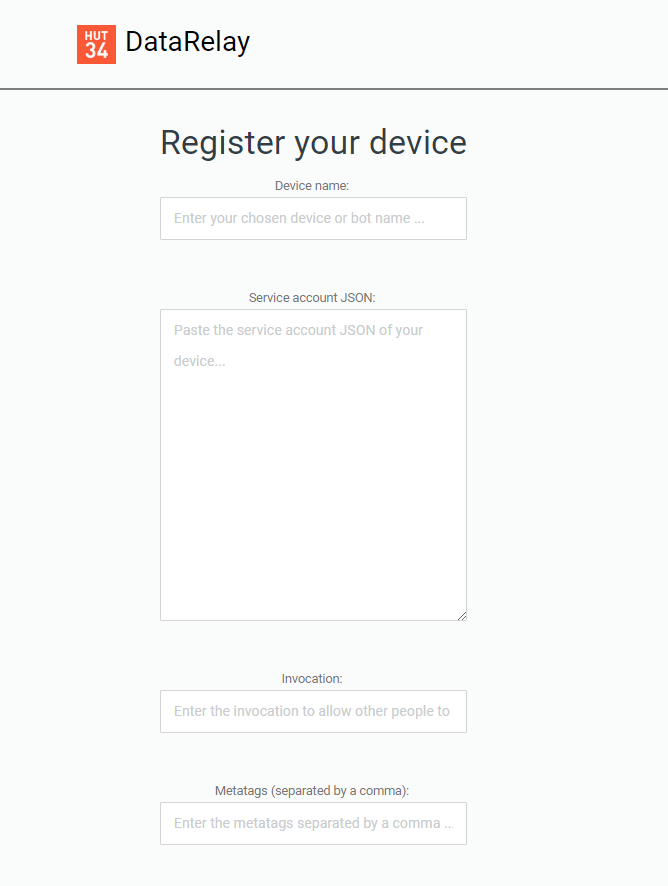 HUT
34
DataRelay
Register your device
Device name:
Enter your chosen device or bot name ...
Service account JSON:
Paste the service account JSON of your
device...
Invocation:
Enter the invocation to allow other people to
Metatags (separated by a comma):
Enter the metatags separated by a comma ...